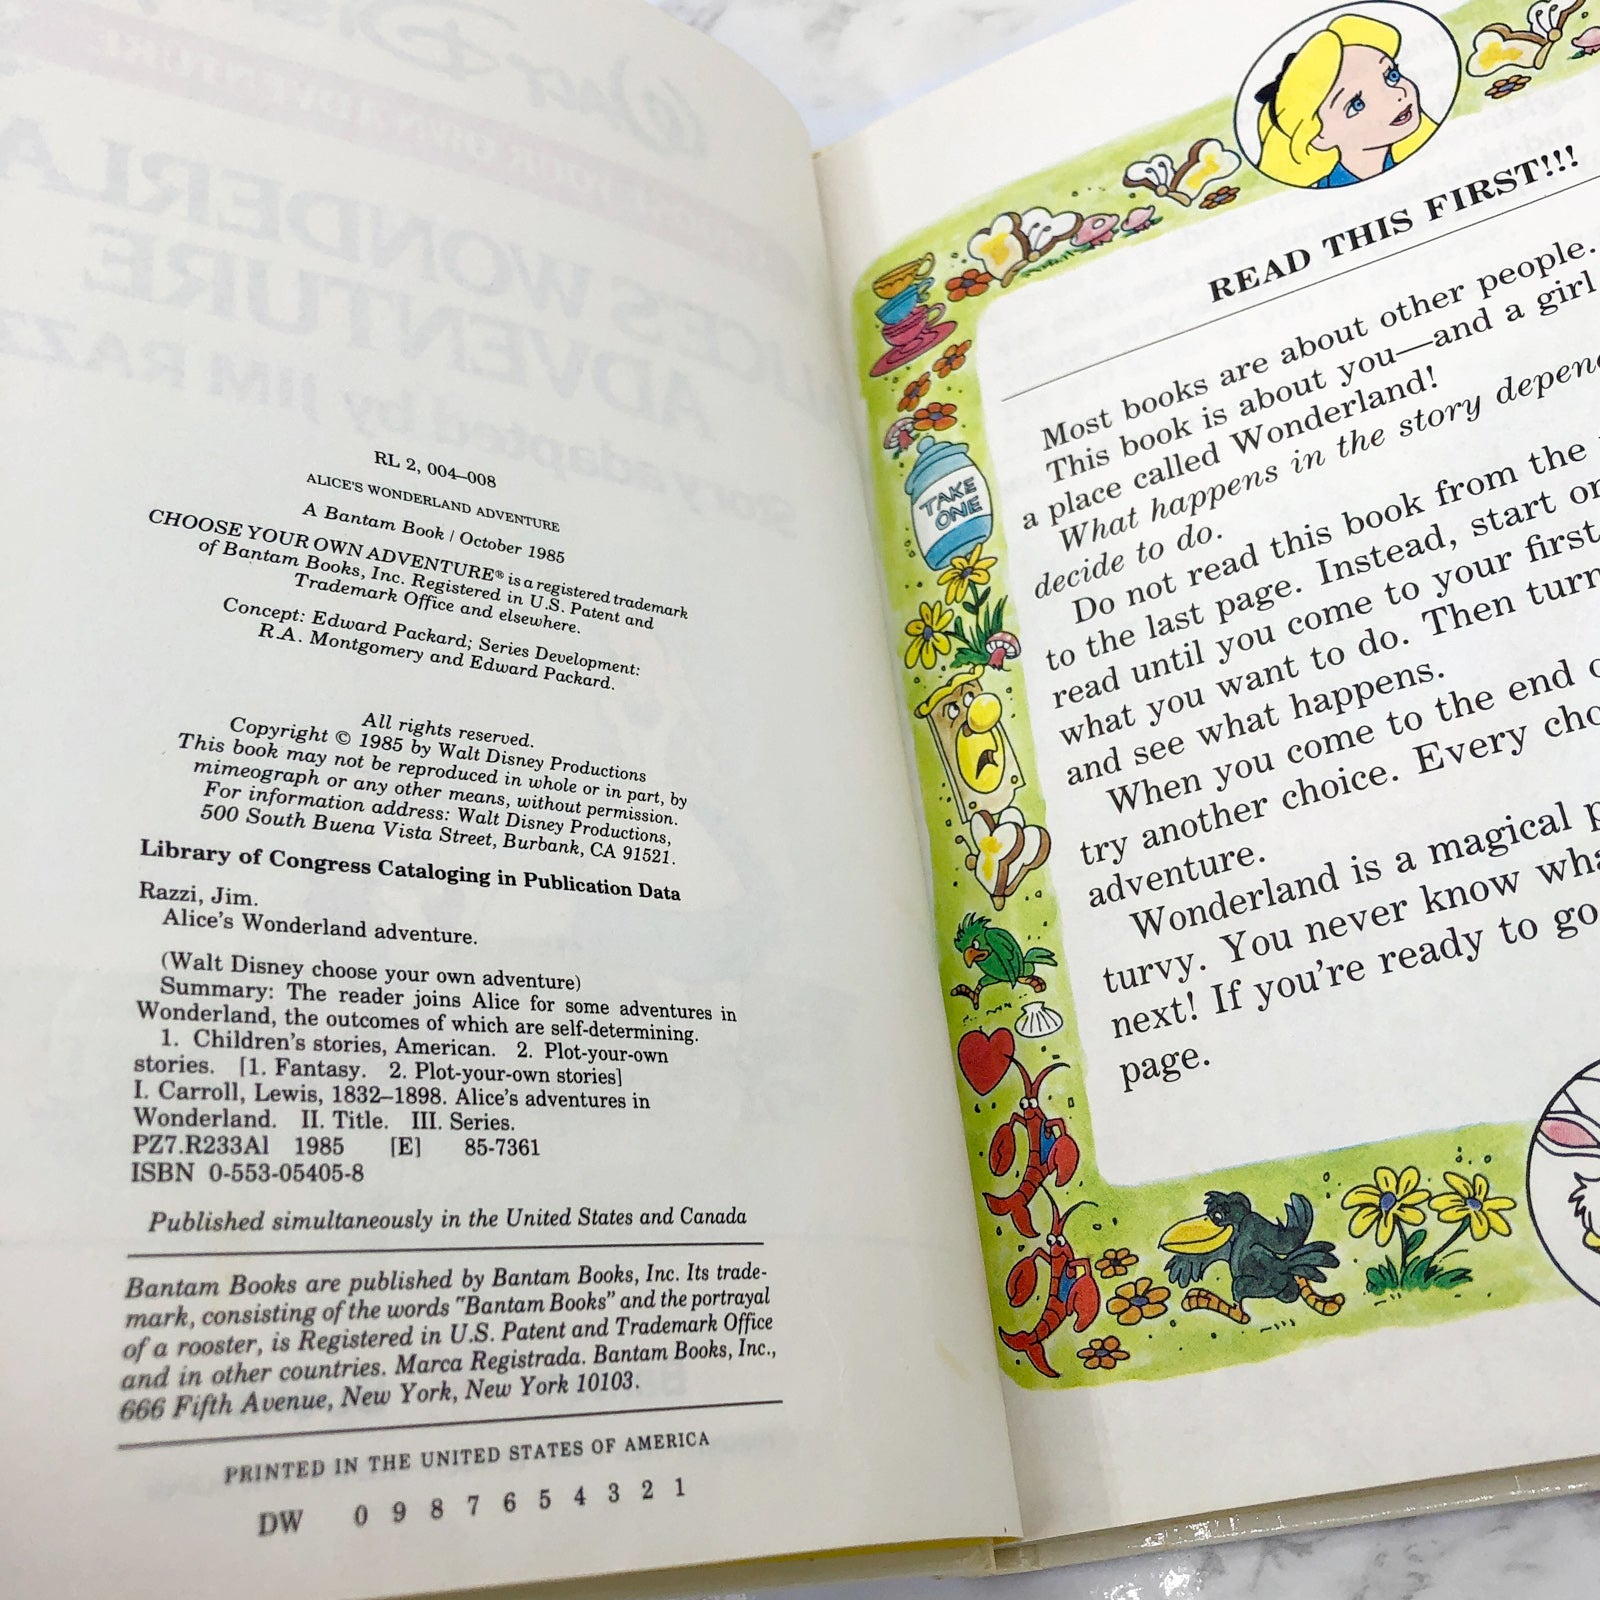 RL 2, 004–008
ALICE'S WONDERLAND ADVENTURE
A Bantam Book / October 1985
CHOOSE YOUR OWN ADVENTURE® is a registered trademark
of Bantam Books, Inc. Registered in U.S. Patent and
Trademark Office and elsewhere.
Concept: Edward Packard; Series Development:
R.A. Montgomery and Edward Packard.
All rights reserved.
Copyright © 1985 by Walt Disney Productions
This book may not be reproduced in whole or in part, by
mimeograph or any other means, without permission.
For information address: Walt Disney Productions,
500 South Buena Vista Street, Burbank, CA 91521.
Library of Congress Cataloging in Publication Data
Razzi, Jim.
Alice's Wonderland adventure.
(Walt Disney choose your own adventure)
Summary: The reader joins Alice for some adventures in
Wonderland, the outcomes of which are self-determining.
1. Children's stories, American. 2. Plot-your-own
stories. [1. Fantasy. 2. Plot-your-own stories]
I. Carroll, Lewis, 1832–1898. Alice's adventures in
Wonderland. II. Title. III. Series.
PZ7.R233Al 1985 [E] 85-7361
ISBN 0-553-05405-8
Published simultaneously in the United States and Canada
Bantam Books are published by Bantam Books, Inc. Its trade-
mark, consisting of the words "Bantam Books" and the portrayal
of a rooster, is Registered in U.S. Patent and Trademark Office
and in other countries. Marca Registrada. Bantam Books, Inc.,
666 Fifth Avenue, New York, New York 10103.
PRINTED IN THE UNITED STATES OF AMERICA
DW 0 9 8 7 6 5 4 3 2 1
READ THIS FIRST!!!
Most books are about other people.
This book is about you—and a girl
a place called Wonderland!
What happens in the story depen
decide to do.
Do not read this book from the
to the last page. Instead, start o
read until you come to your first
what you want to do. Then turn
and see what happens.
When you come to the end
try another choice. Every cho
adventure.
Wonderland is a magical p
turvy. You never know wha
next! If you're ready to go
page.
TAKE
ONE